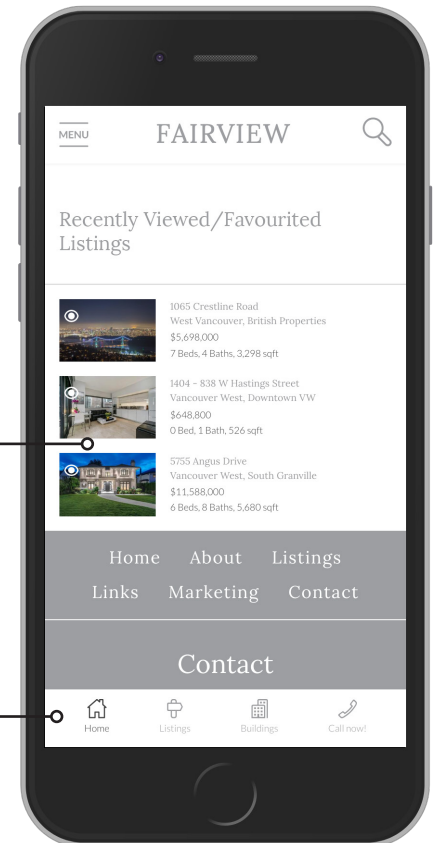 MENU
FAIRVIEW
Recently Viewed/Favourited
Listings
1065 Crestline Road
West Vancouver, British Properties
$5,698,000
7 Beds, 4 Baths, 3,298 sqft
1404 - 838 W Hastings Street
Vancouver West, Downtown VW
$648,800
0 Bed, 1 Bath, 526 sqft
5755 Angus Drive
Vancouver West, South Granville
$11,588,000
6 Beds, 8 Baths, 5,680 sqft
Home About Listings
Links Marketing Contact
Contact
Home Listings Buildings Call now!